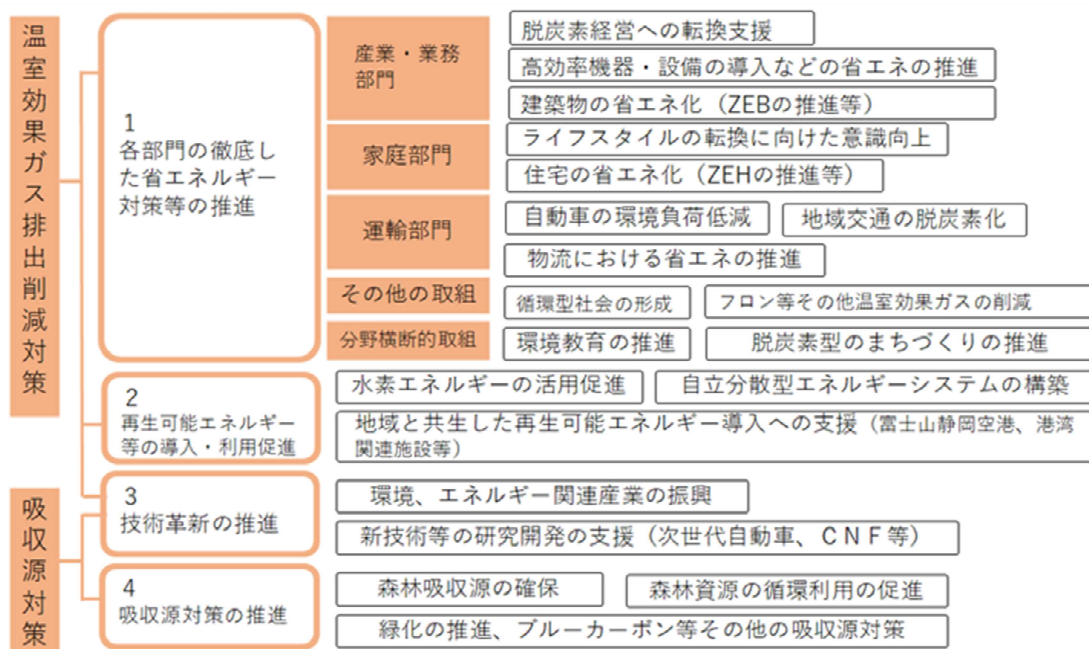 温室効果ガス排出削減対策
1
各部門の徹底し
た省エネルギー
対策等の推進
産業・業務
部門
脱炭素経営への転換支援
高効率機器・設備の導入などの省エネの推進
建築物の省エネ化（ZEBの推進等）
家庭部門
ライフスタイルの転換に向けた意識向上
住宅の省エネ化（ZEHの推進等）
運輸部門
自動車の環境負荷低減
地域交通の脱炭素化
物流における省エネの推進
その他の取組
循環型社会の形成
フロン等その他温室効果ガスの削減
分野横断的取組
環境教育の推進
脱炭素型のまちづくりの推進
2
再生可能エネルギー
等の導入・利用促進
水素エネルギーの活用促進
自立分散型エネルギーシステムの構築
地域と共生した再生可能エネルギー導入への支援（富士山静岡空港、港湾
関連施設等）
吸収源対策
3
技術革新の推進
環境、エネルギー関連産業の振興
新技術等の研究開発の支援（次世代自動車、ＣＮＦ等）
4
吸収源対策の推進
森林吸収源の確保
森林資源の循環利用の促進
緑化の推進、ブルーカーボン等その他の吸収源対策